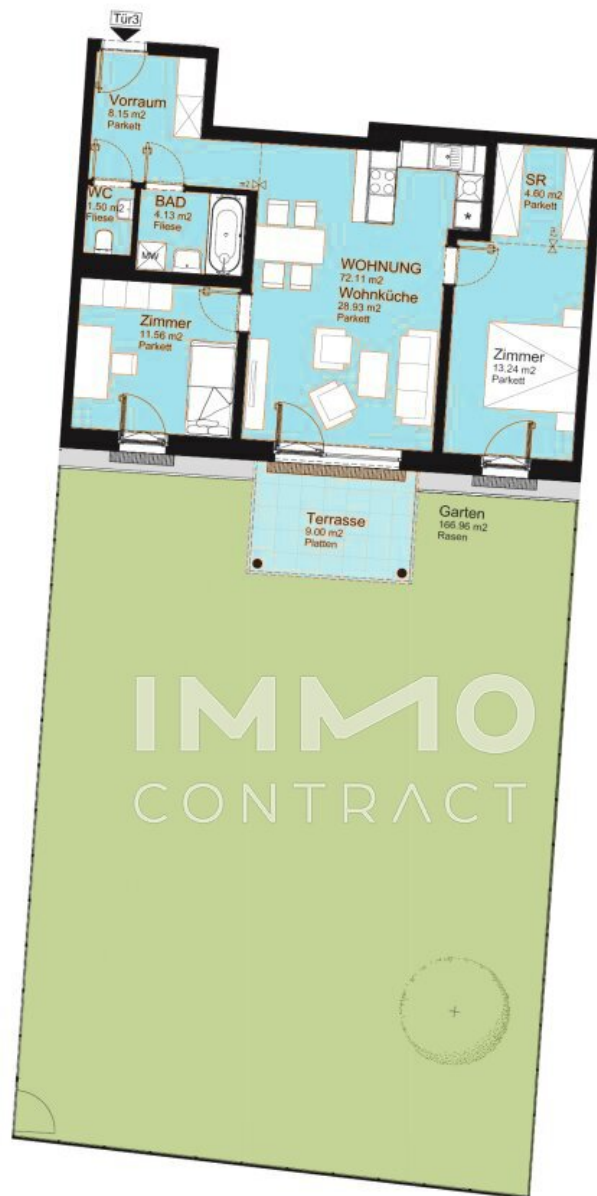 Tür3
Vorraum
8.15 m2
Parkett
WC
1.50 m2
Fliese
BAD
4.13 m2
Fliese
MW
SR
4.60 m2
Parkett
WOHNUNG
72.11 m2
Wohnküche
28.93 m2
Parkett
Zimmer
11.56 m2
Parkett
Zimmer
13.24 m2
Parkett
Terrasse
9.00 m2
Platten
Garten
166.96 m2
Rasen
IMMO
CONTRACT